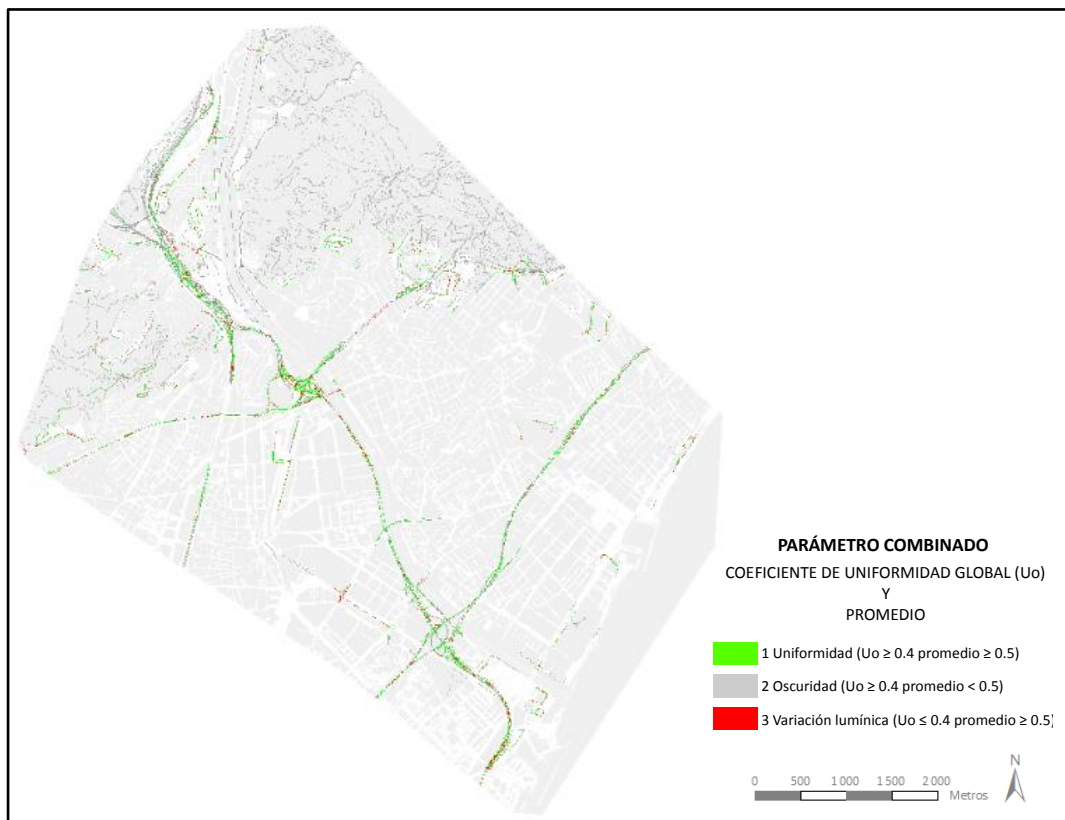 PARÁMETRO COMBINADO
COEFICIENTE DE UNIFORMIDAD GLOBAL (Uo)
Y
PROMEDIO
1 Uniformidad (Uo ≥ 0.4 promedio ≥ 0.5)
2 Oscuridad (Uo ≥ 0.4 promedio < 0.5)
3 Variación lumínica (Uo ≤ 0.4 promedio ≥ 0.5)
N
0 500 1 000 1 500 2 000
Metros